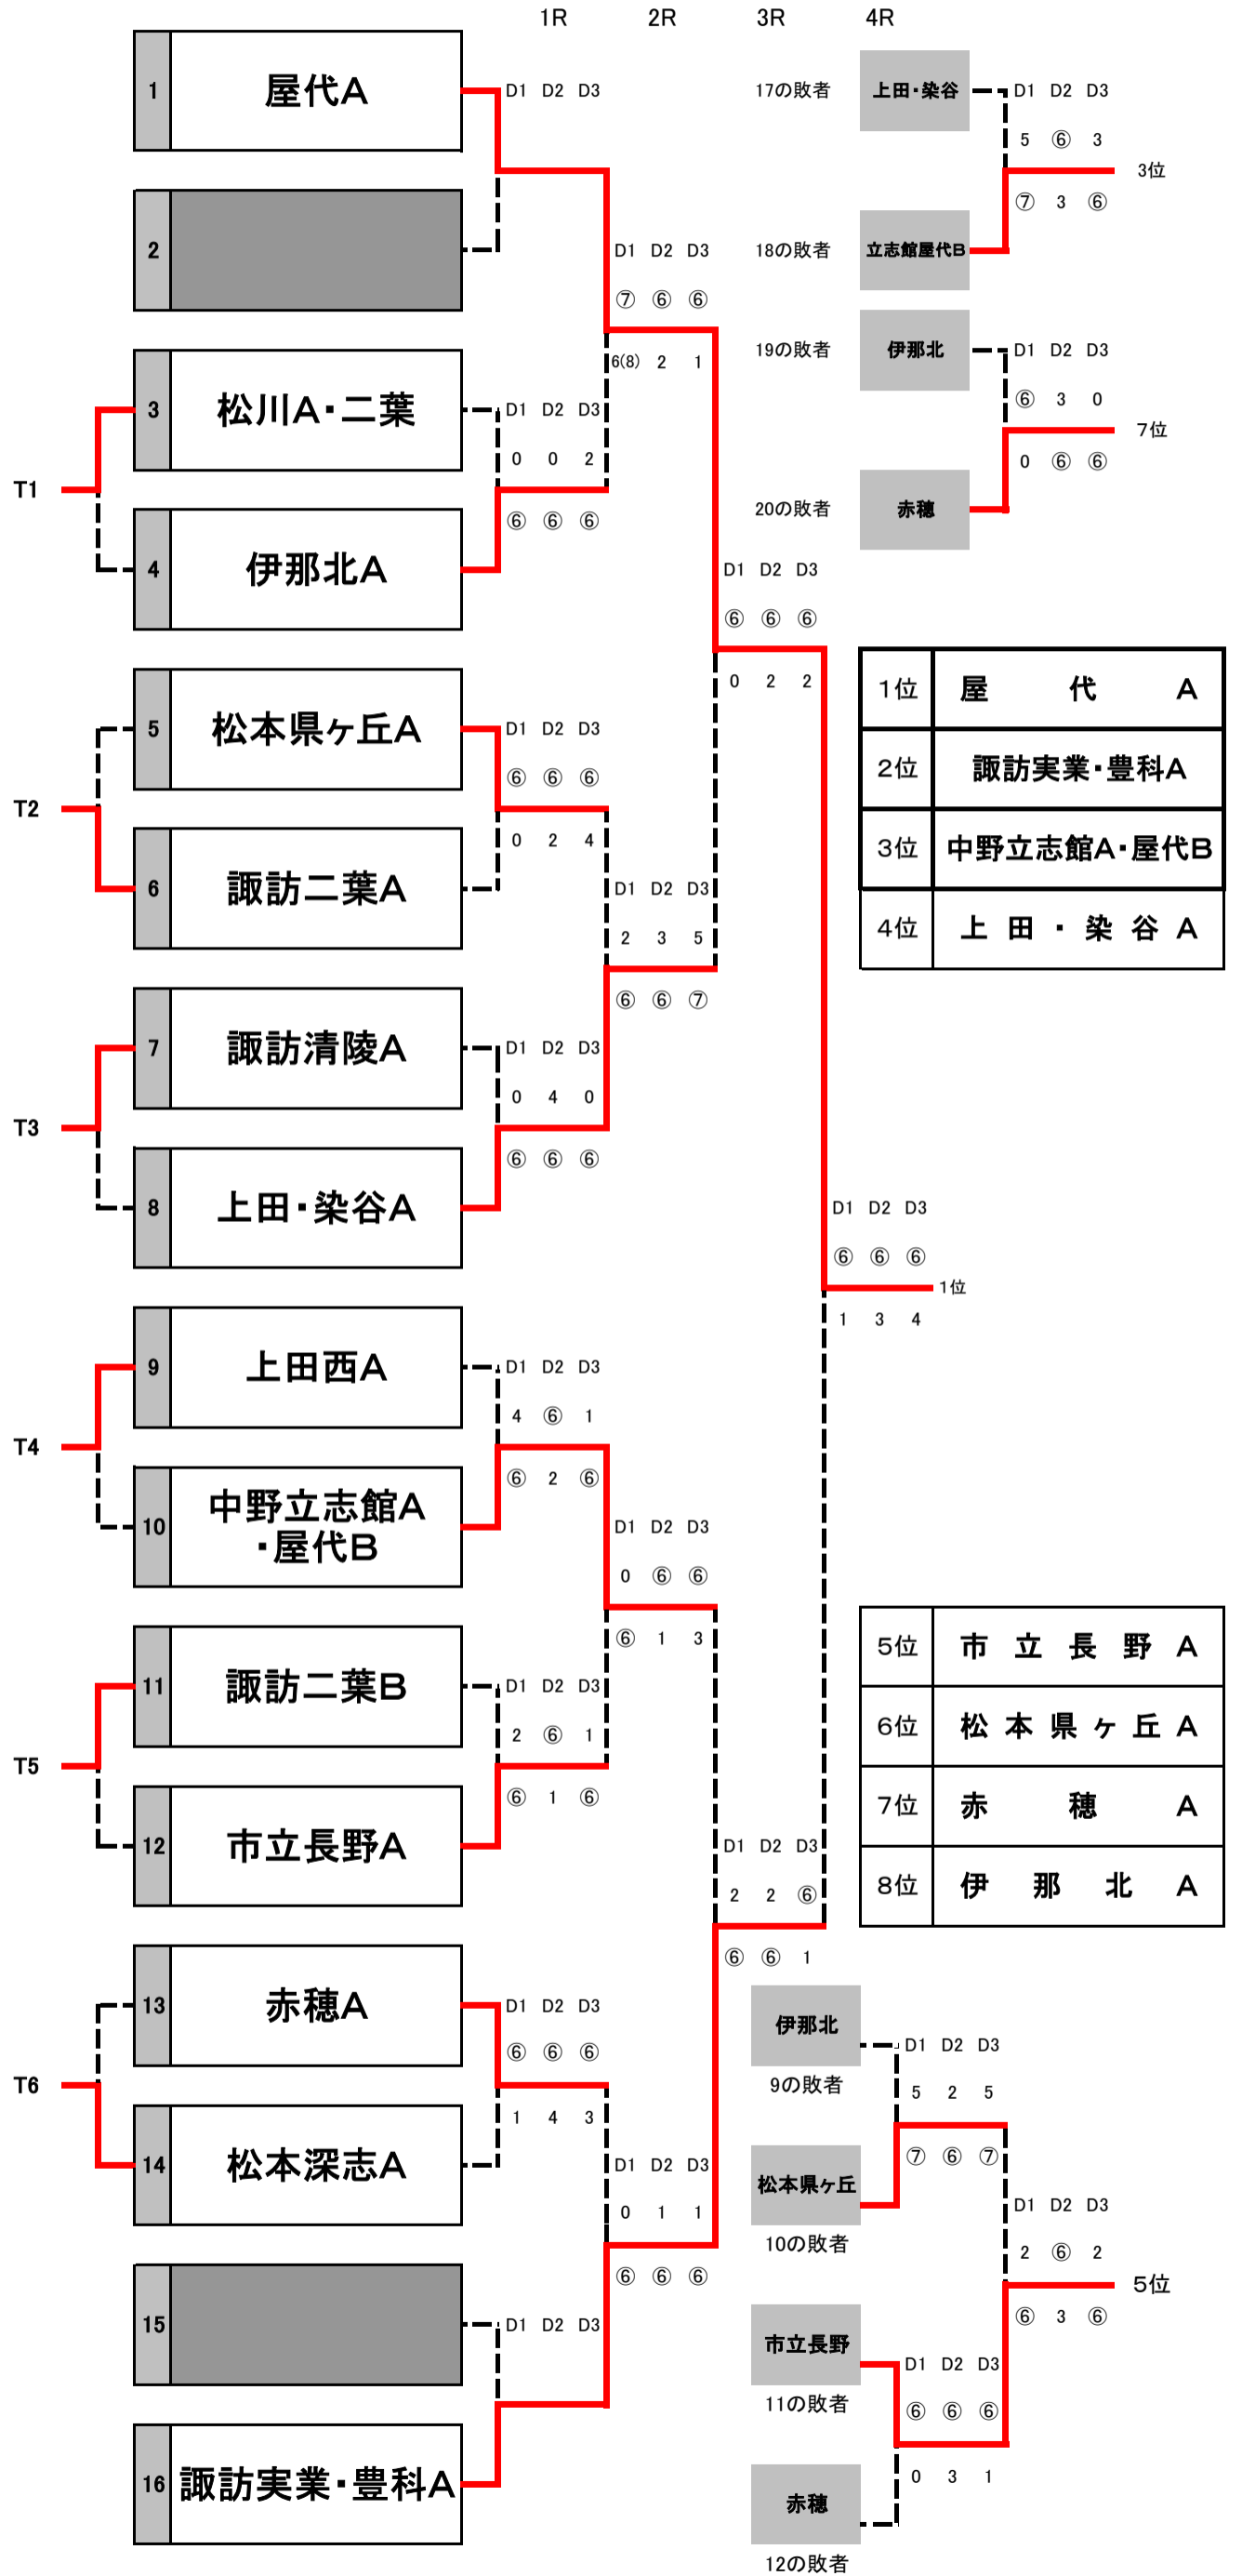 1R 2R 3R 4R
1 屋代A D1 D2 D3
17の敗者 上田・染谷 D1 D2 D3
5 ⑥ 3
3位
⑦ 3 ⑥
18の敗者 立志館屋代B
2
D1 D2 D3
⑦ ⑥ ⑥
6(8) 2 1
19の敗者 伊那北 D1 D2 D3
⑥ 3 0
7位
0 ⑥ ⑥
20の敗者 赤穂
3 松川A・二葉 D1 D2 D3
0 0 2
T1
⑥ ⑥ ⑥
4 伊那北A
D1 D2 D3
⑥ ⑥ ⑥
0 2 2
5 松本県ヶ丘A D1 D2 D3
⑥ ⑥ ⑥
T2
0 2 4
6 諏訪二葉A
D1 D2 D3
2 3 5
⑥ ⑥ ⑦
1位 屋代A
2位 諏訪実業・豊科A
3位 中野立志館A・屋代B
4位 上田・染谷A
7 諏訪清陵A D1 D2 D3
0 4 0
T3
⑥ ⑥ ⑥
8 上田・染谷A
D1 D2 D3
⑥ ⑥ ⑥
1位
1 3 4
9 上田西A D1 D2 D3
4 ⑥ 1
T4
⑥ 2 ⑥
10 中野立志館A
・屋代B
D1 D2 D3
0 ⑥ ⑥
⑥ 1 3
11 諏訪二葉B D1 D2 D3
2 ⑥ 1
T5
⑥ 1 ⑥
12 市立長野A
5位 市立長野A
6位 松本県ヶ丘A
7位 赤穂A
8位 伊那北A
D1 D2 D3
2 2 ⑥
⑥ ⑥ 1
13 赤穂A D1 D2 D3
⑥ ⑥ ⑥
T6
1 4 3
14 松本深志A
D1 D2 D3
0 1 1
⑥ ⑥ ⑥
15 D1 D2 D3
16 諏訪実業・豊科A
伊那北
9の敗者
D1 D2 D3
5 2 5
⑦ ⑥ ⑦
松本県ヶ丘
10の敗者
D1 D2 D3
2 ⑥ 2
5位
⑥ 3 ⑥
市立長野
11の敗者
D1 D2 D3
⑥ ⑥ ⑥
0 3 1
赤穂
12の敗者